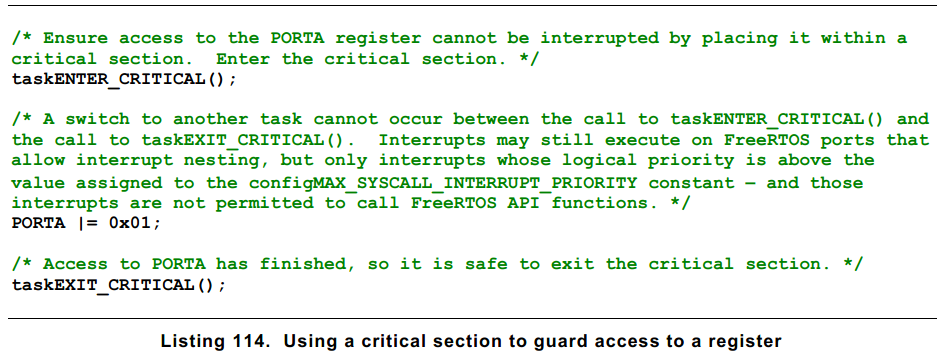 /* Ensure access to the PORTA register cannot be interrupted by placing it within a
critical section.  Enter the critical section. */
taskENTER_CRITICAL();
/* A switch to another task cannot occur between the call to taskENTER_CRITICAL() and
the call to taskEXIT_CRITICAL().  Interrupts may still execute on FreeRTOS ports that
allow interrupt nesting, but only interrupts whose logical priority is above the
value assigned to the configMAX_SYSCALL_INTERRUPT_PRIORITY constant – and those
interrupts are not permitted to call FreeRTOS API functions. */
PORTA |= 0x01;
/* Access to PORTA has finished, so it is safe to exit the critical section. */
taskEXIT_CRITICAL();
Listing 114.  Using a critical section to guard access to a register